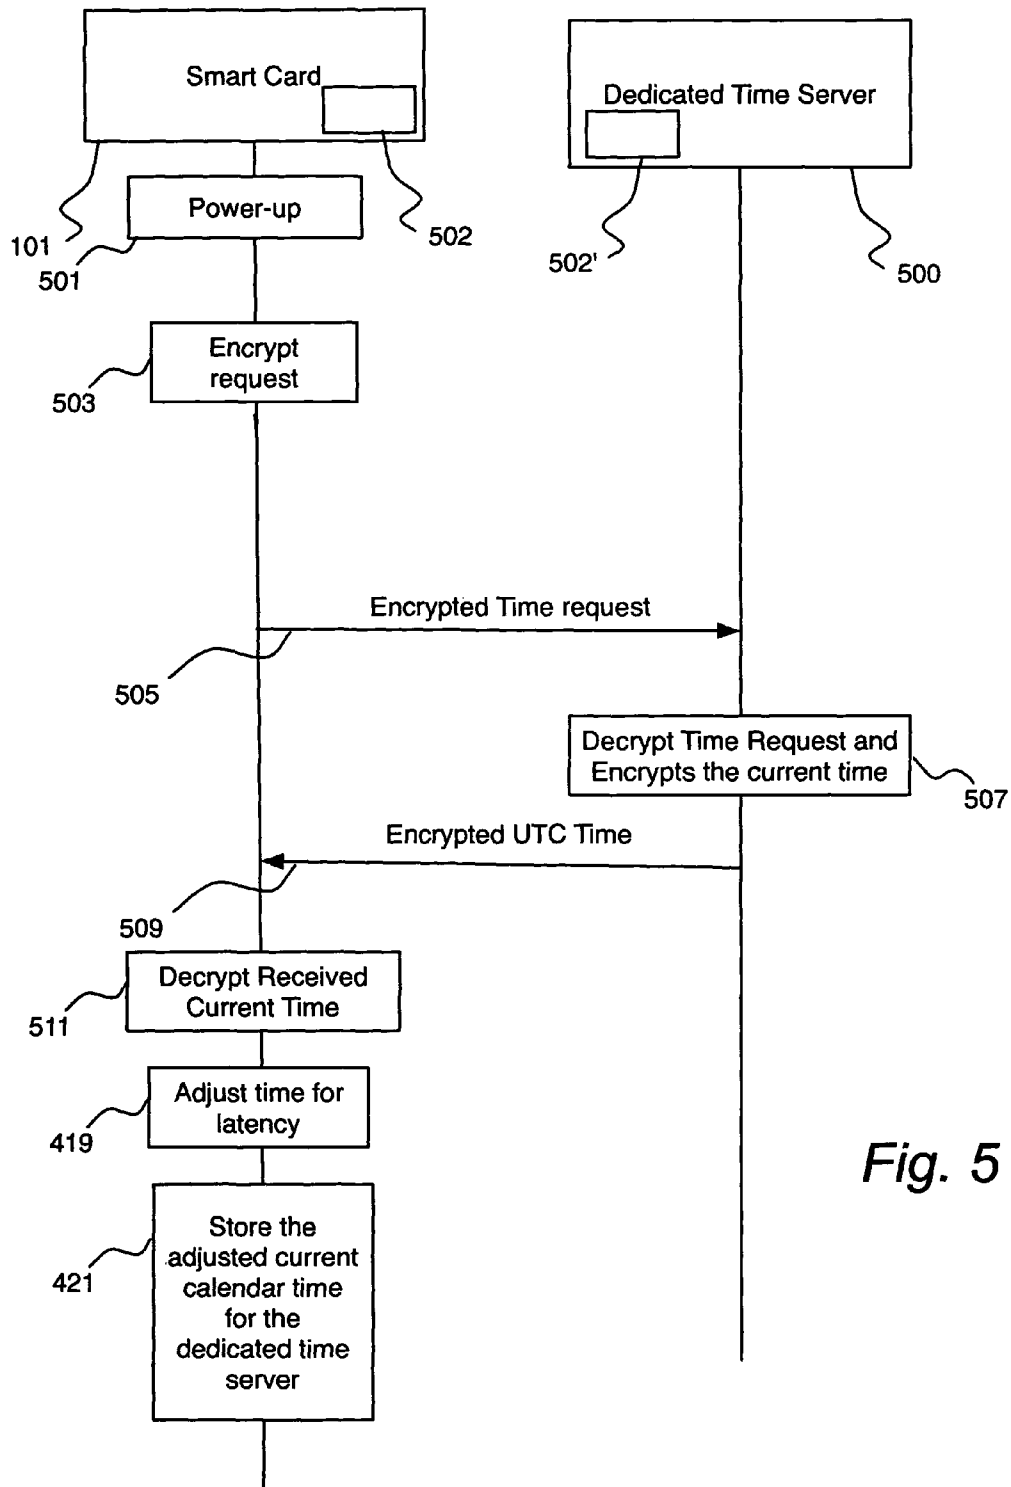 Smart Card
Dedicated Time Server
Power-up
101
501
502
502'
500
Encrypt
request
503
Encrypted Time request
505
Decrypt Time Request and
Encrypts the current time
507
Encrypted UTC Time
509
Decrypt Received
Current Time
511
Adjust time for
latency
419
Fig. 5
Store the
adjusted current
calendar time
for the
dedicated time
server
421